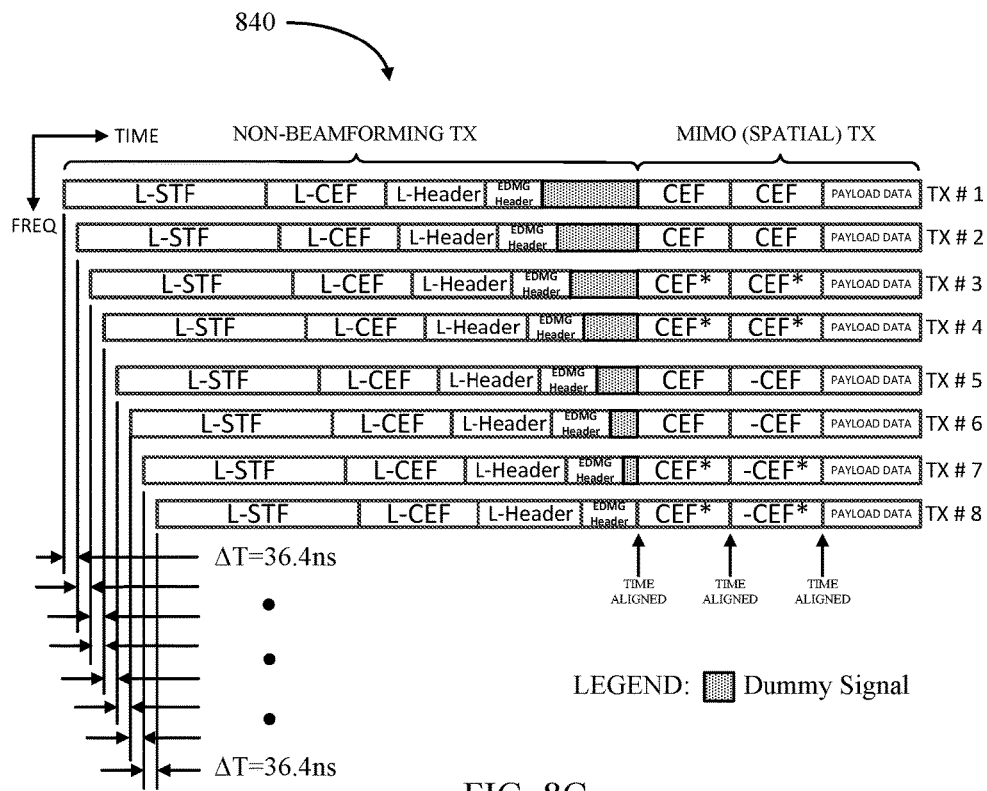 840
TIME
FREQ
NON-BEAMFORMING TX
MIMO (SPATIAL) TX
L-STF L-CEF L-Header EDMG Header CEF CEF PAYLOAD DATA TX # 1
L-STF L-CEF L-Header EDMG Header CEF CEF PAYLOAD DATA TX # 2
L-STF L-CEF L-Header EDMG Header CEF* CEF* PAYLOAD DATA TX # 3
L-STF L-CEF L-Header EDMG Header CEF* CEF* PAYLOAD DATA TX # 4
L-STF L-CEF L-Header EDMG Header CEF -CEF PAYLOAD DATA TX # 5
L-STF L-CEF L-Header EDMG Header CEF -CEF PAYLOAD DATA TX # 6
L-STF L-CEF L-Header EDMG Header CEF* -CEF* PAYLOAD DATA TX # 7
L-STF L-CEF L-Header EDMG Header CEF* -CEF* PAYLOAD DATA TX # 8
ΔT=36.4ns
TIME ALIGNED
TIME ALIGNED
TIME ALIGNED
LEGEND: Dummy Signal
ΔT=36.4ns